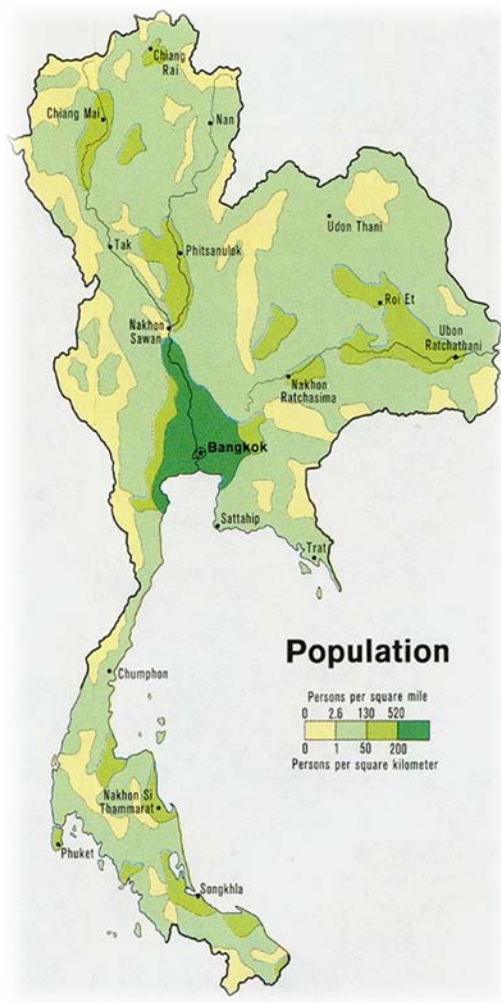 Chiang
Rai
Chiang Mai
Nan
Udon Thani
Tak
Phitsanulok
Roi Et
Nakhon
Sawan
Ubon
Ratchathani
Nakhon
Ratchasima
Bangkok
Sattahip
Trat
Population
Chumphon
Persons per square mile
0 2.6 130 520
0 1 50 200
Persons per square kilometer
Nakhon Si
Thammarat
Phuket
Songkhla